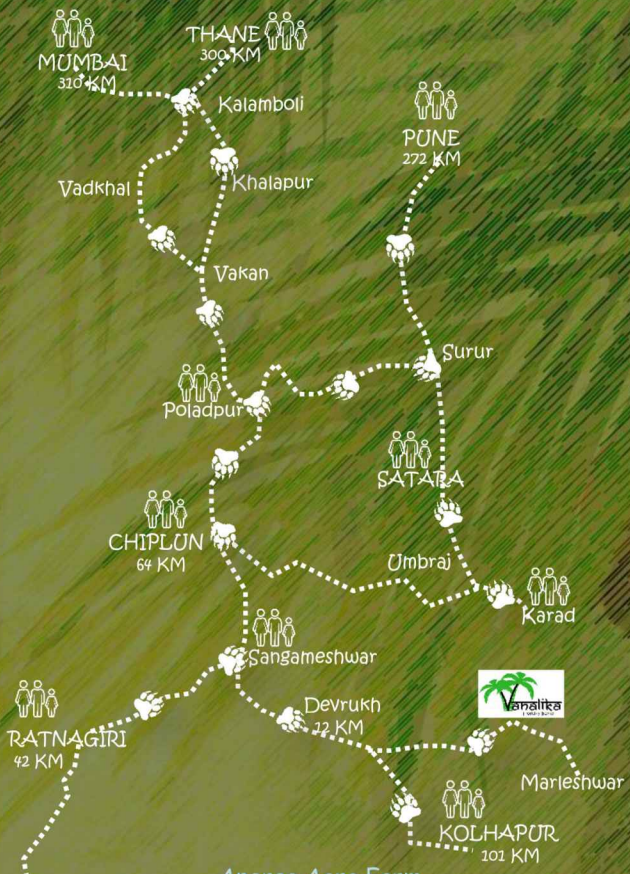 THANE
300 KM
MUMBAI
310 KM
Kalamboli
PUNE
272 KM
Khalapur
Vadkhal
Vakan
Surur
Poladpur
SATARA
CHIPLUN
64 KM
Umbraj
Karad
Sangameshwar
Vanalika
Devrukh
12 KM
RATNAGIRI
42 KM
Marleshwar
KOLHAPUR
101 KM